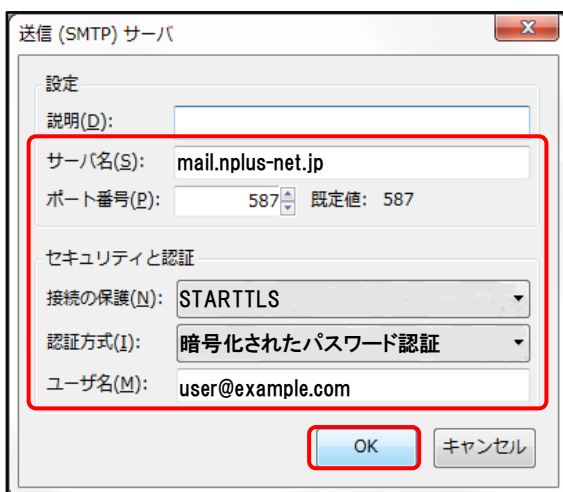 送信 (SMTP) サーバ
設定
説明(D):
サーバ名(S): mail.nplus-net.jp
ポート番号(P): 587 既定値: 587
セキュリティと認証
接続の保護(N): STARTTLS
認証方式(I): 暗号化されたパスワード認証
ユーザ名(M): user@example.com
OK キャンセル